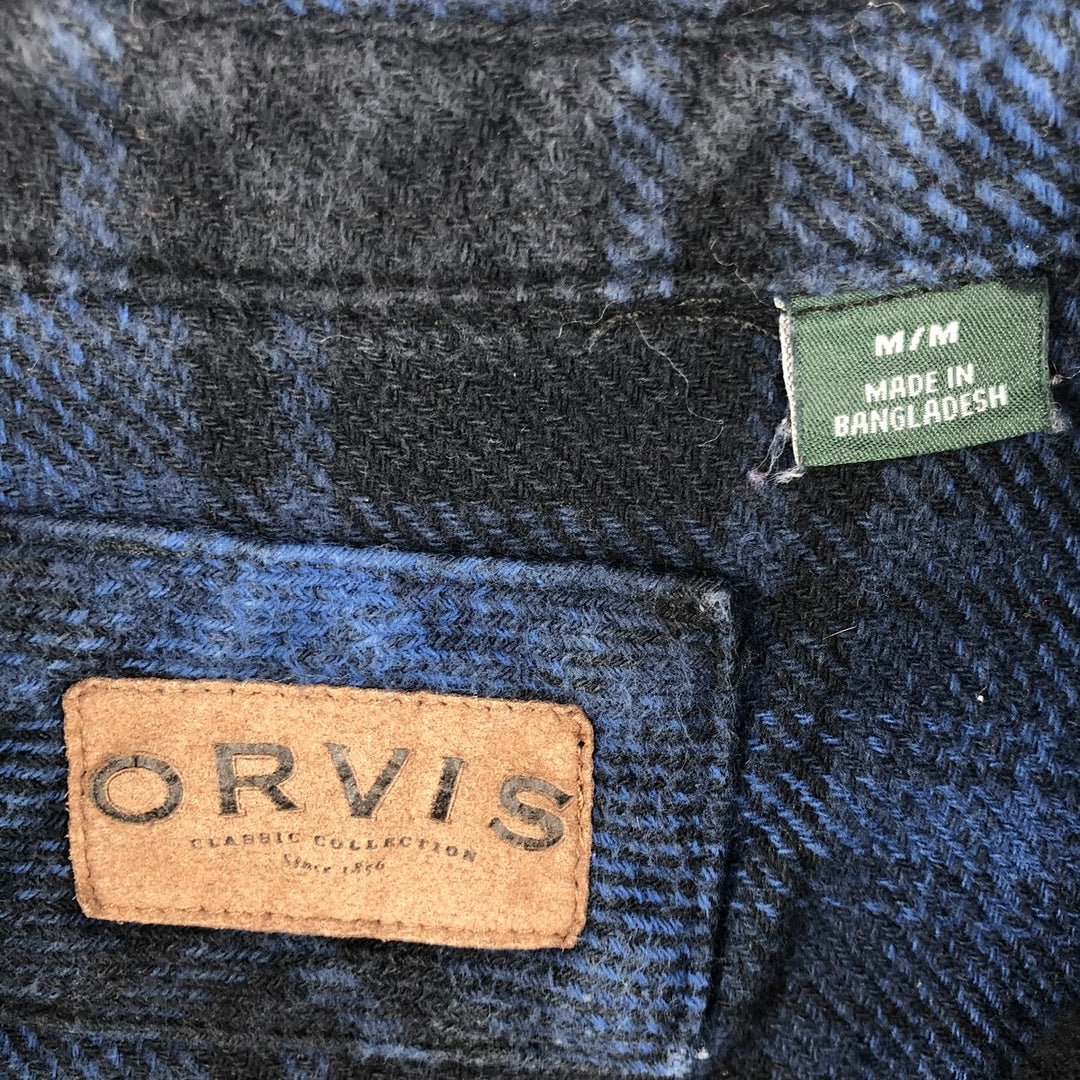 M/M
MADE IN
BANGLADESH
ORVIS
CLASSIC COLLECTION
Since 1856